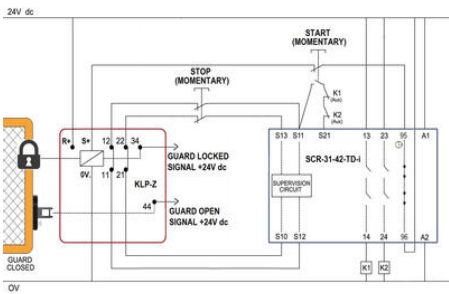 24V dc
START
(MOMENTARY)
STOP
(MOMENTARY)
K1
(Aux)
K2
(Aux)
R+ S+ 12 22 34
GUARD LOCKED
SIGNAL +24V dc
0V. 11 21 KLP-Z
44
GUARD OPEN
SIGNAL +24V dc
GUARD
CLOSED
S13 S11 S21 13 23 95 A1
SCR-31-42-TD-i
SUPERVISION
CIRCUIT
S10 S12 14 24 96 A2
K1 K2
OV